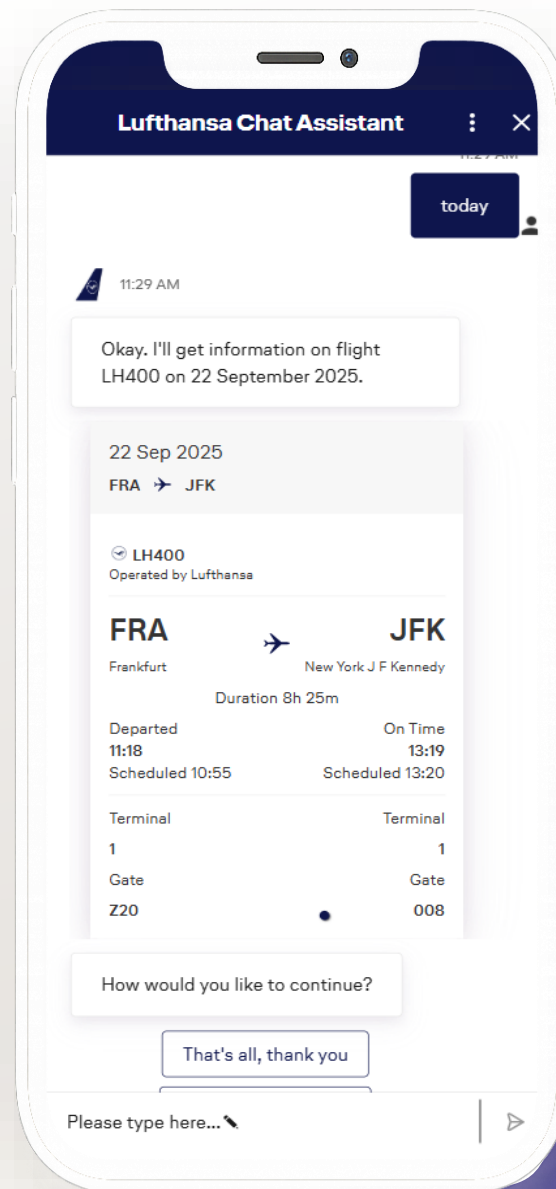 Lufthansa Chat Assistant
11:29 AM
today
11:29 AM
Okay. I'll get information on flight
LH400 on 22 September 2025.
22 Sep 2025
FRA JFK
LH400
Operated by Lufthansa
FRA JFK
Frankfurt New York J F Kennedy
Duration 8h 25m
Departed On Time
11:18 13:19
Scheduled 10:55 Scheduled 13:20
Terminal Terminal
1 1
Gate Gate
Z20 008
How would you like to continue?
That's all, thank you
Please type here...